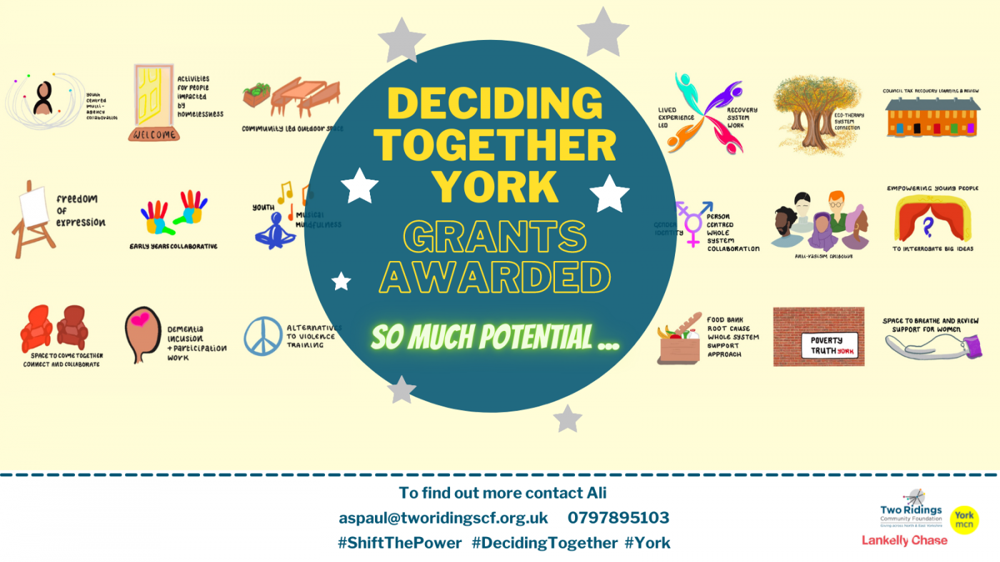 youth
centred
multi-
agency
collaboration
WELCOME
Activities
for people
impacted
by
homelessness
community led outdoor space
freedom
of
expression
EARLY YEARS COLLABORATIVE
YOUTH
Musical
Mindfulness
SPACE TO COME TOGETHER
CONNECT AND COLLABORATE
Dementia
inclusion
+ participation
work
ALTERNATIVES
TO VIOLENCE
TRAINING
DECIDING
TOGETHER
YORK
GRANTS
AWARDED
SO MUCH POTENTIAL ...
LIVED
EXPERIENCE
LED
RECOVERY
SYSTEM
WORK
ECO-THERAPY
SYSTEM
CONNECTION
COUNCIL TAX RECOVERY LEARNING & REVIEW
GENDER
IDENTITY
PERSON
CENTRED
WHOLE
SYSTEM
COLLABORATION
Anti-racism collective
EMPOWERING YOUNG PEOPLE
TO INTERROGATE BIG IDEAS
FOOD BANK
ROOT CAUSE
WHOLE SYSTEM
SUPPORT
APPROACH
POVERTY
TRUTH YORK
SPACE TO BREATHE AND REVIEW
SUPPORT FOR WOMEN
To find out more contact Ali
aspaul@tworidingscf.org.uk 0797895103
#ShiftThePower #DecidingTogether #York
Two Ridings
Community Foundation
Giving across North & East Yorkshire
York
mcn
Lankelly Chase